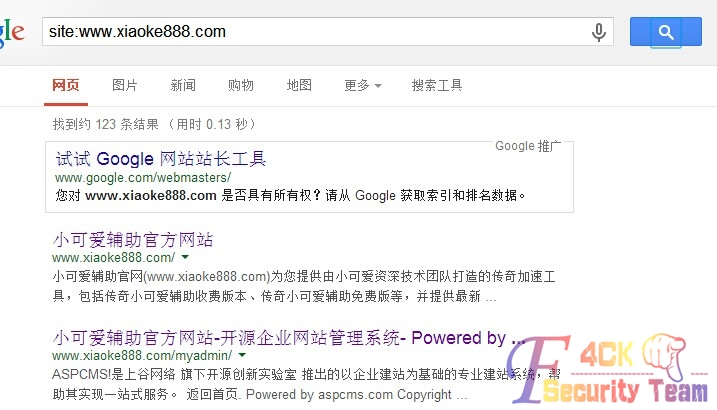 gle
site:www.xiaoke888.com
网页 图片 新闻 购物 地图 更多 搜索工具
找到约 123 条结果 （用时 0.13 秒）
Google 推广
试试 Google 网站站长工具
www.google.com/webmasters/
您对 www.xiaoke888.com 是否具有所有权？请从 Google 获取索引和排名数据。
小可爱辅助官方网站
www.xiaoke888.com/
小可爱辅助官网(www.xiaoke888.com)为您提供由小可爱资深技术团队打造的传奇加速工
具，包括传奇小可爱辅助收费版本、传奇小可爱辅助免费版等，并提供最新 ...
小可爱辅助官方网站-开源企业网站管理系统- Powered by ...
www.xiaoke888.com/myadmin/
ASPCMS!是上谷网络 旗下开源创新实验室 推出的以企业建站为基础的专业建站系统，帮
助其实现一站式服务。 返回首页. Powered by aspcms.com Copyright ...
F4CK
Security Team